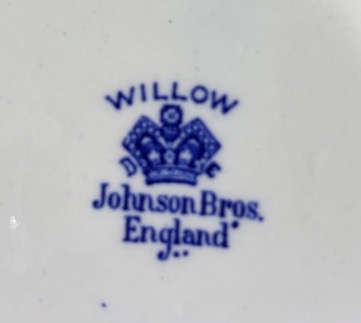 WILLOW
D E
Johnson Bros.
England